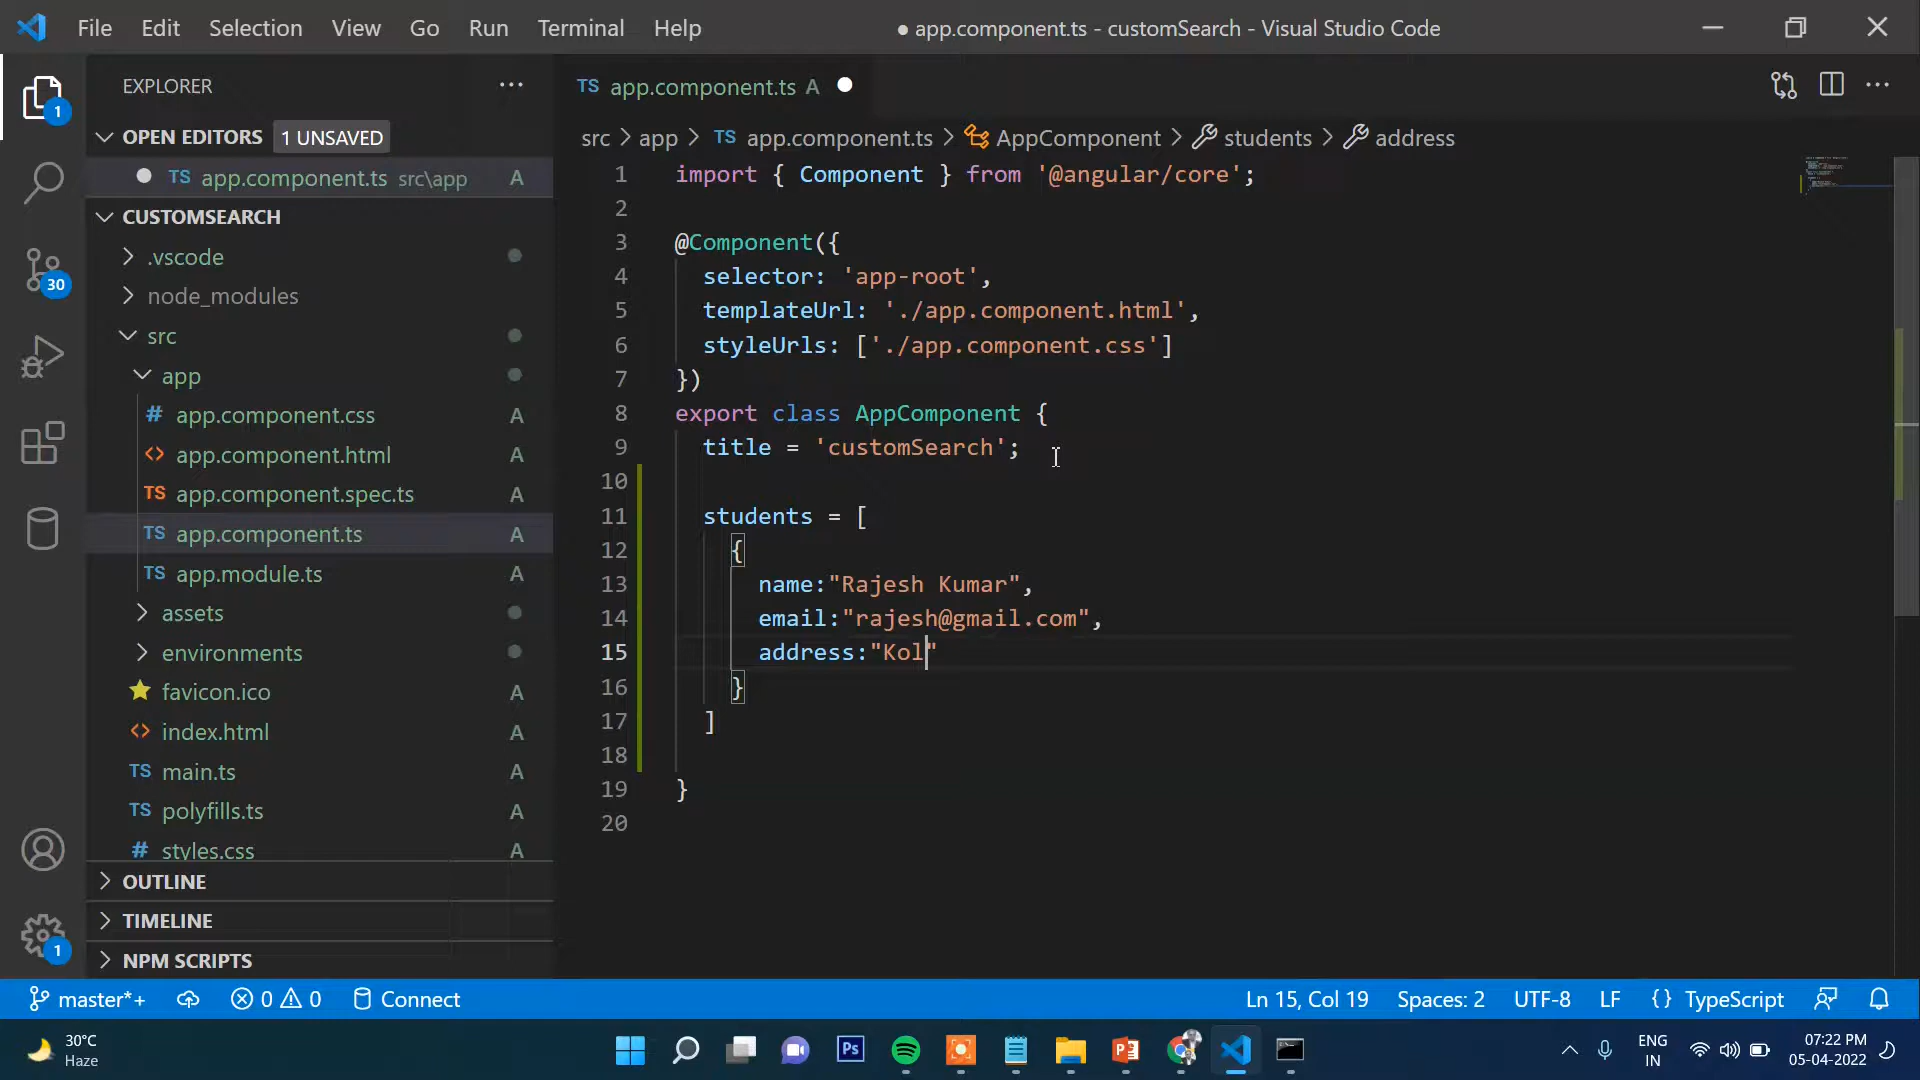 File Edit Selection View Go Run Terminal Help
● app.component.ts - customSearch - Visual Studio Code
EXPLORER
OPEN EDITORS 1 UNSAVED
TS app.component.ts src\app A
CUSTOMSEARCH
.vscode
node_modules
src
app
# app.component.css A
<> app.component.html A
TS app.component.spec.ts A
TS app.component.ts A
TS app.module.ts A
assets
environments
favicon.ico A
<> index.html A
TS main.ts A
TS polyfills.ts A
# styles.css A
OUTLINE
TIMELINE
NPM SCRIPTS
1
30
1
TS app.component.ts A
src > app > TS app.component.ts > AppComponent > students > address
1 import { Component } from '@angular/core';
2
3 @Component({
4 selector: 'app-root',
5 templateUrl: './app.component.html',
6 styleUrls: ['./app.component.css']
7 })
8 export class AppComponent {
9 title = 'customSearch';
10
11 students = [
12 {
13 name:"Rajesh Kumar",
14 email:"rajesh@gmail.com",
15 address:"Kol"
16 }
17 ]
18
19 }
20
master*+ 0 0 Connect
Ln 15, Col 19 Spaces: 2 UTF-8 LF {} TypeScript
30°C
Haze
Ps
ENG
IN
07:22 PM
05-04-2022